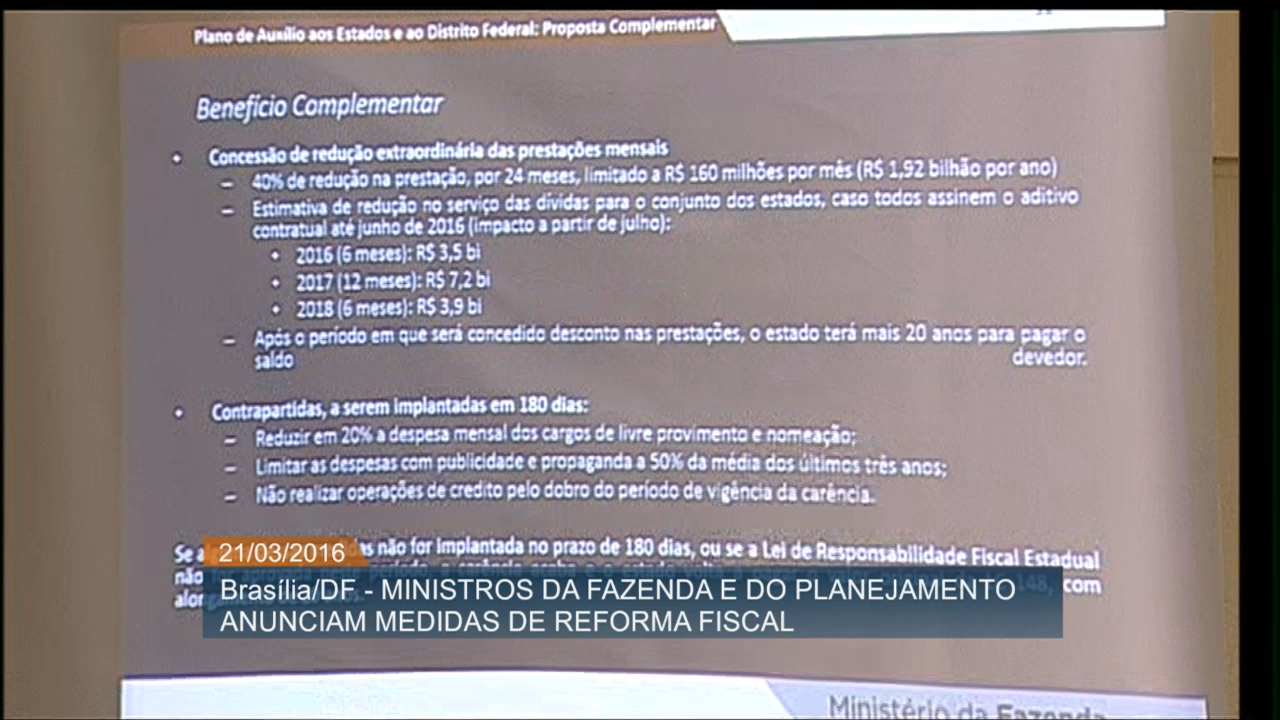 Plano de Auxílio aos Estados e ao Distrito Federal: Proposta Complementar
Benefício Complementar
• Concessão de redução extraordinária das prestações mensais
– 40% de redução na prestação, por 24 meses, limitado a R$ 160 milhões por mês (R$ 1,92 bilhão por ano)
– Estimativa de redução no serviço das dívidas para o conjunto dos estados, caso todos assinem o aditivo
contratual até junho de 2016 (impacto a partir de julho):
• 2016 (6 meses): R$ 3,5 bi
• 2017 (12 meses): R$ 7,2 bi
• 2018 (6 meses): R$ 3,9 bi
– Após o período em que será concedido desconto nas prestações, o estado terá mais 20 anos para pagar o
saldo devedor.
• Contrapartidas, a serem implantadas em 180 dias:
– Reduzir em 20% a despesa mensal dos cargos de livre provimento e nomeação;
– Limitar as despesas com publicidade e propaganda a 50% da média dos últimos três anos;
– Não realizar operações de credito pelo dobro do período de vigência da carência.
Se não for implantada no prazo de 180 dias, ou se a Lei de Responsabilidade Fiscal Estadual
não 148, com
21/03/2016
Brasília/DF - MINISTROS DA FAZENDA E DO PLANEJAMENTO
ANUNCIAM MEDIDAS DE REFORMA FISCAL
Ministério da Fazenda